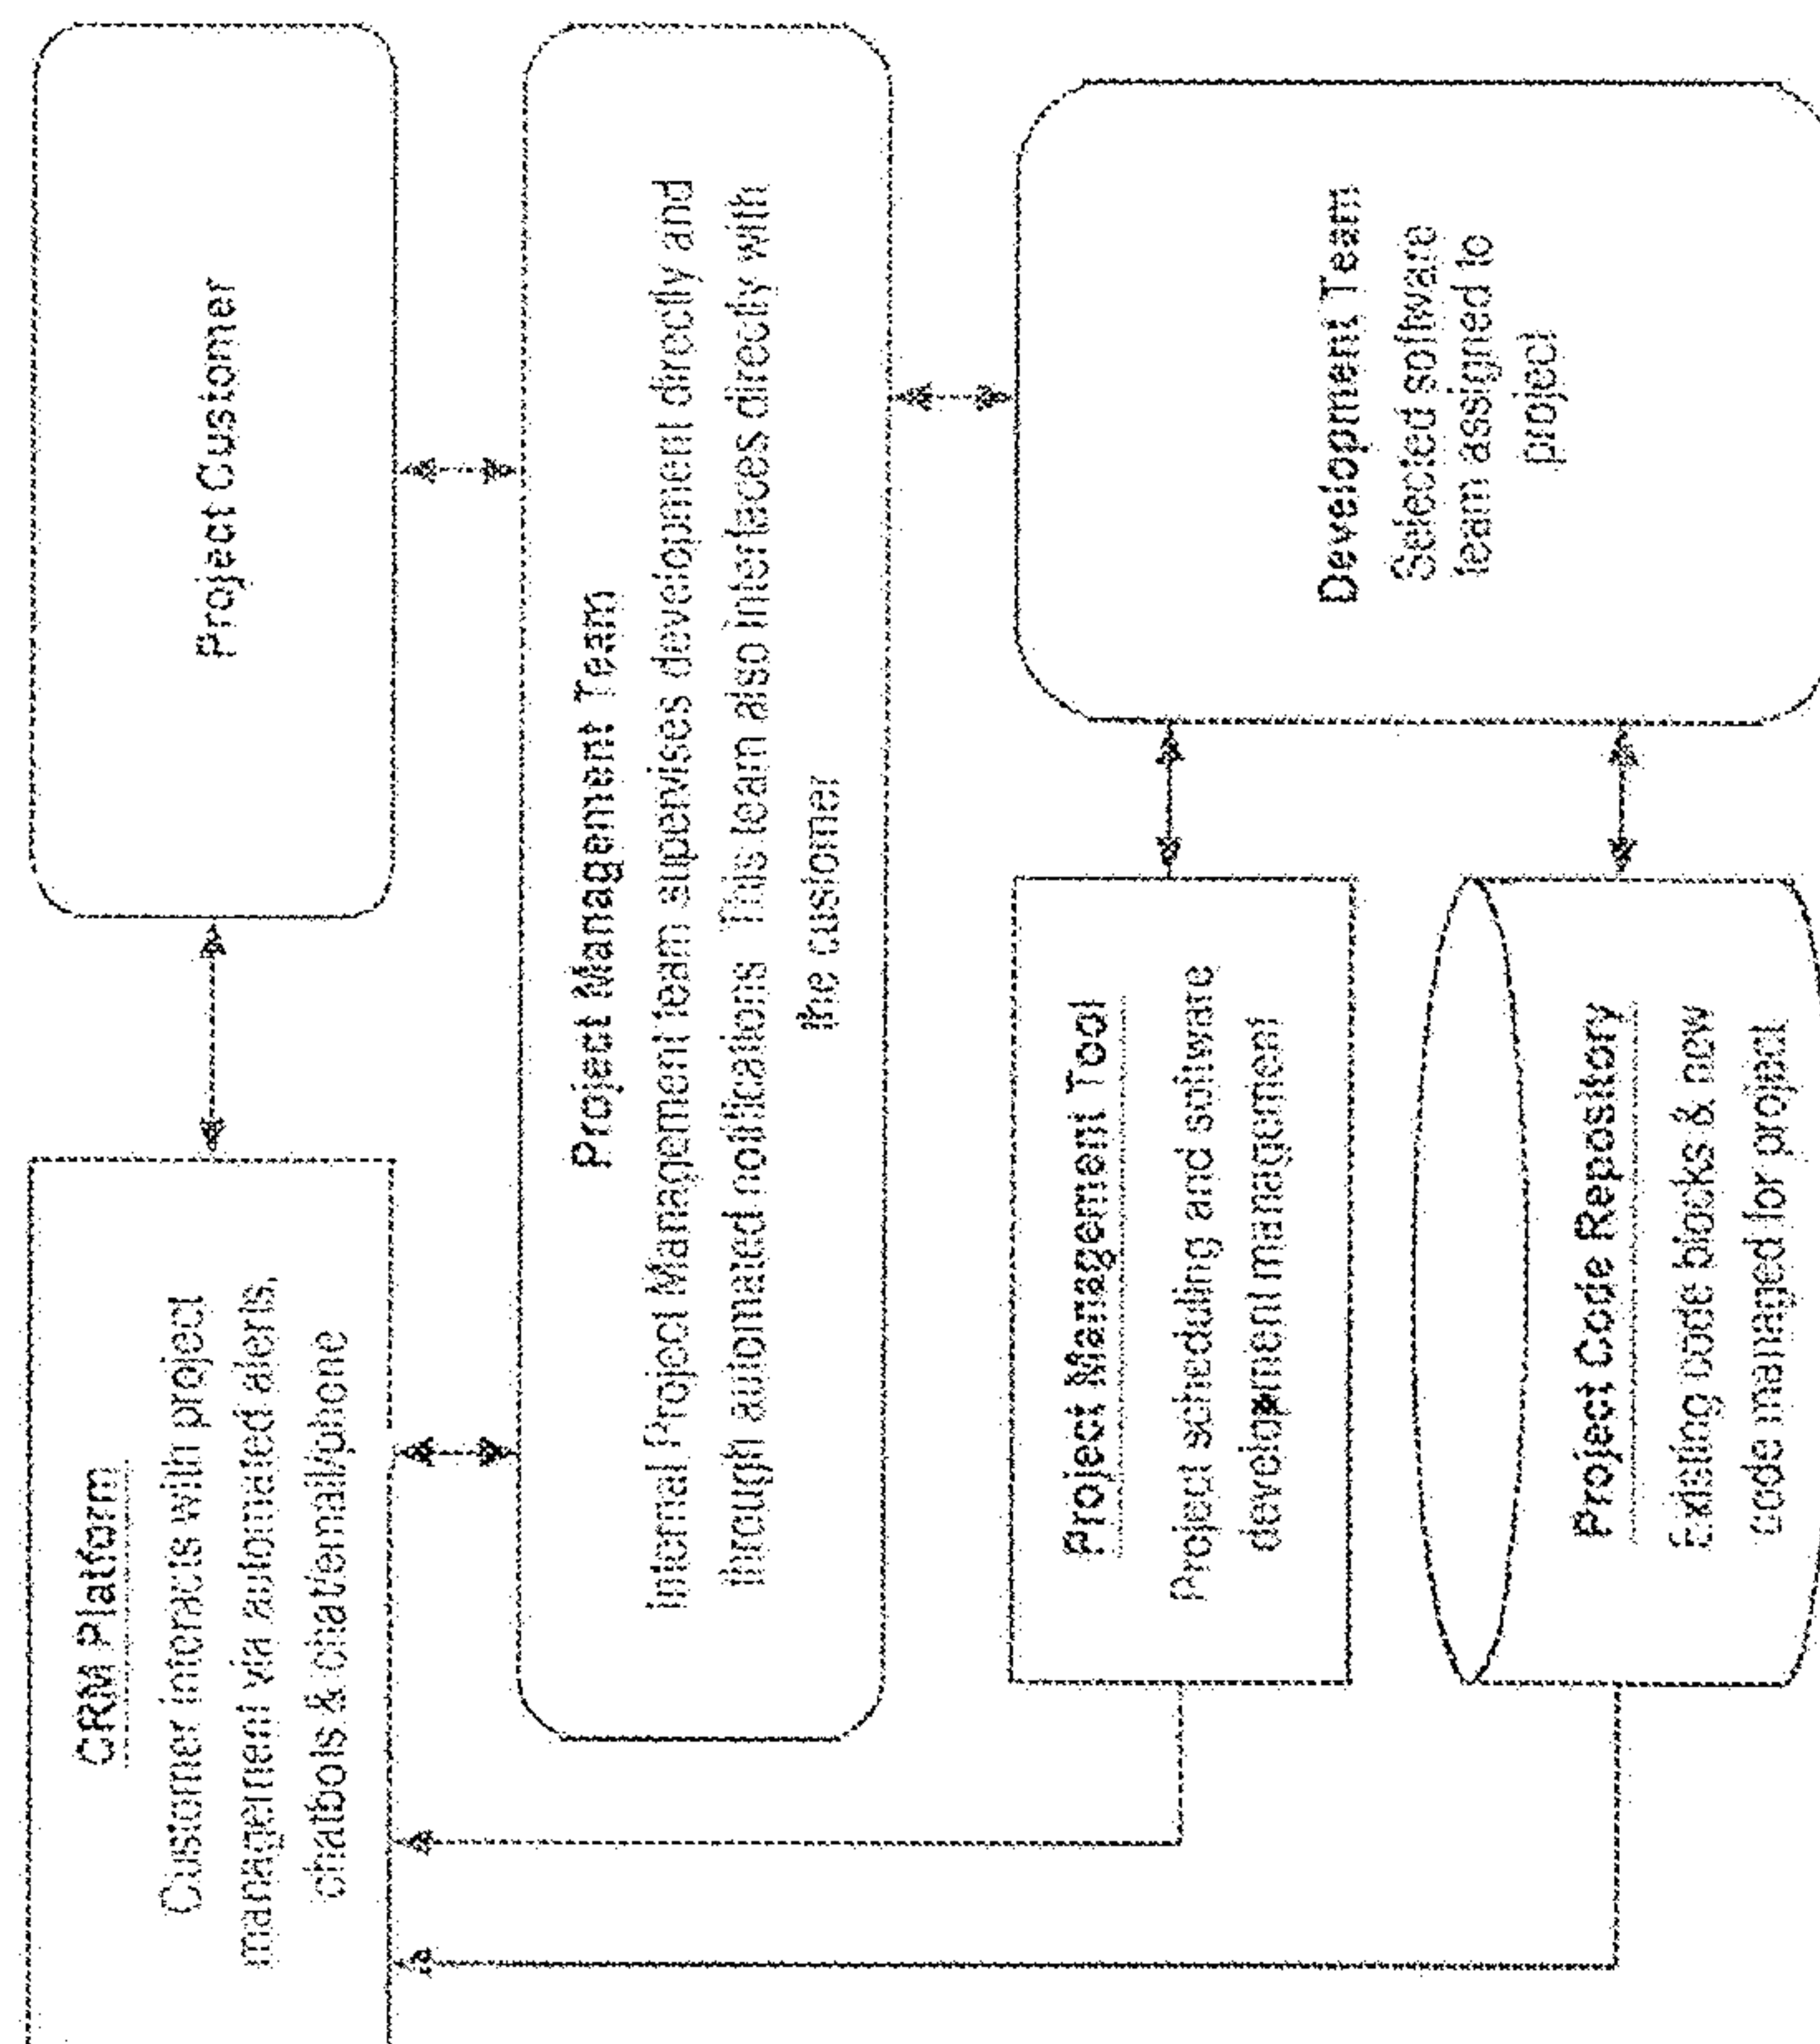 CRM Platform
Customer interacts with project
management via automated alerts,
chatbots & chat/email/phone
Project Customer
Project Management Team
Internal Project Management team supervises development directly and
through automated notifications This team also interfaces directly with
the customer
Project Management Tool
Project scheduling and software
development management
Development Team
Selected software
team assigned to
project
Project Code Repository
Existing code blocks & new
code managed for project